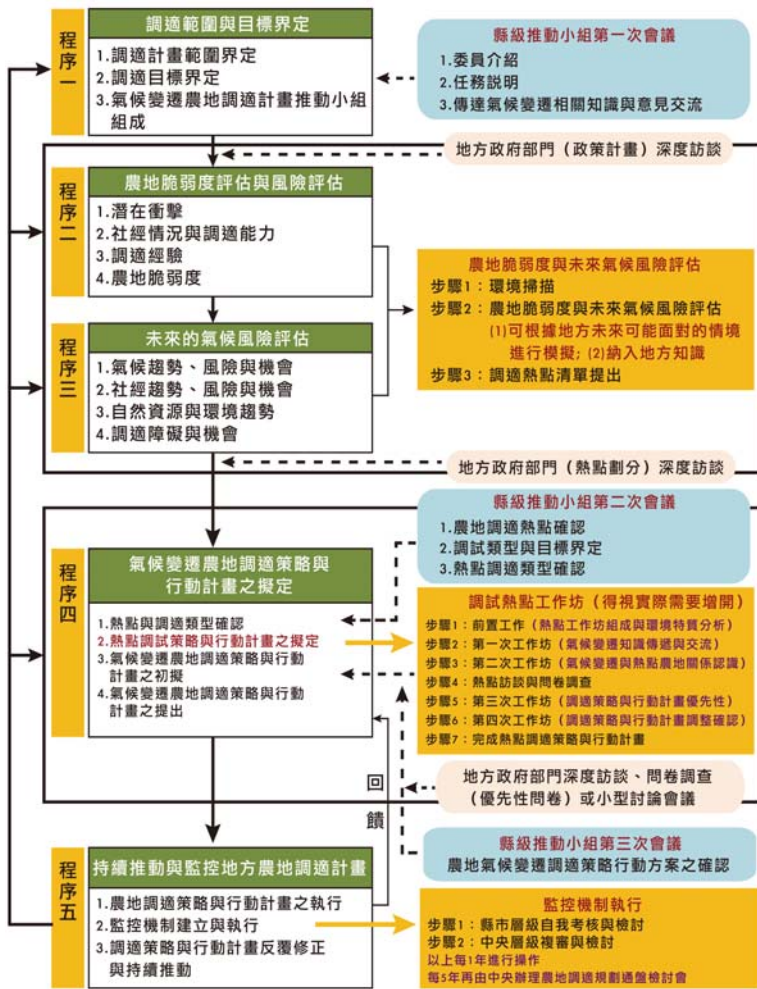 程序一
調適範圍與目標界定
1.調適計畫範圍界定
2.調適目標界定
3.氣候變遷農地調適計畫推動小組
組成
縣級推動小組第一次會議
1.委員介紹
2.任務說明
3.傳達氣候變遷相關知識與意見交流
地方政府部門（政策計畫）深度訪談
程序二
農地脆弱度評估與風險評估
1.潛在衝擊
2.社經情況與調適能力
3.調適經驗
4.農地脆弱度
農地脆弱度與未來氣候風險評估
步驟1：環境掃描
步驟2：農地脆弱度與未來氣候風險評估
(1)可根據地方未來可能面對的情境
進行模擬; (2)納入地方知識
步驟3：調適熱點清單提出
程序三
未來的氣候風險評估
1.氣候趨勢、風險與機會
2.社經趨勢、風險與機會
3.自然資源與環境趨勢
4.調適障礙與機會
地方政府部門（熱點劃分）深度訪談
縣級推動小組第二次會議
1.農地調適熱點確認
2.調試類型與目標界定
3.熱點調適類型確認
程序四
氣候變遷農地調適策略與
行動計畫之擬定
1.熱點與調適類型確認
2.熱點調試策略與行動計畫之擬定
3.氣候變遷農地調適策略與行動
計畫之初擬
4.氣候變遷農地調適策略與行動
計畫之提出
調試熱點工作坊（得視實際需要增開）
步驟1：前置工作（熱點工作坊組成與環境特質分析）
步驟2：第一次工作坊（氣候變遷知識傳遞與交流）
步驟3：第二次工作坊（氣候變遷與熱點農地關係認識）
步驟4：熱點訪談與問卷調查
步驟5：第三次工作坊（調適策略與行動計畫優先性）
步驟6：第四次工作坊（調適策略與行動計畫調整確認）
步驟7：完成熱點調適策略與行動計畫
回饋
地方政府部門深度訪談、問卷調查
（優先性問卷）或小型討論會議
縣級推動小組第三次會議
農地氣候變遷調適策略行動方案之確認
程序五
持續推動與監控地方農地調適計畫
1.農地調適策略與行動計畫之執行
2.監控機制建立與執行
3.調適策略與行動計畫反覆修正
與持續推動
監控機制執行
步驟1：縣市層級自我考核與檢討
步驟2：中央層級複審與檢討
以上每1年進行操作
每5年再由中央辦理農地調適規劃通盤檢討會